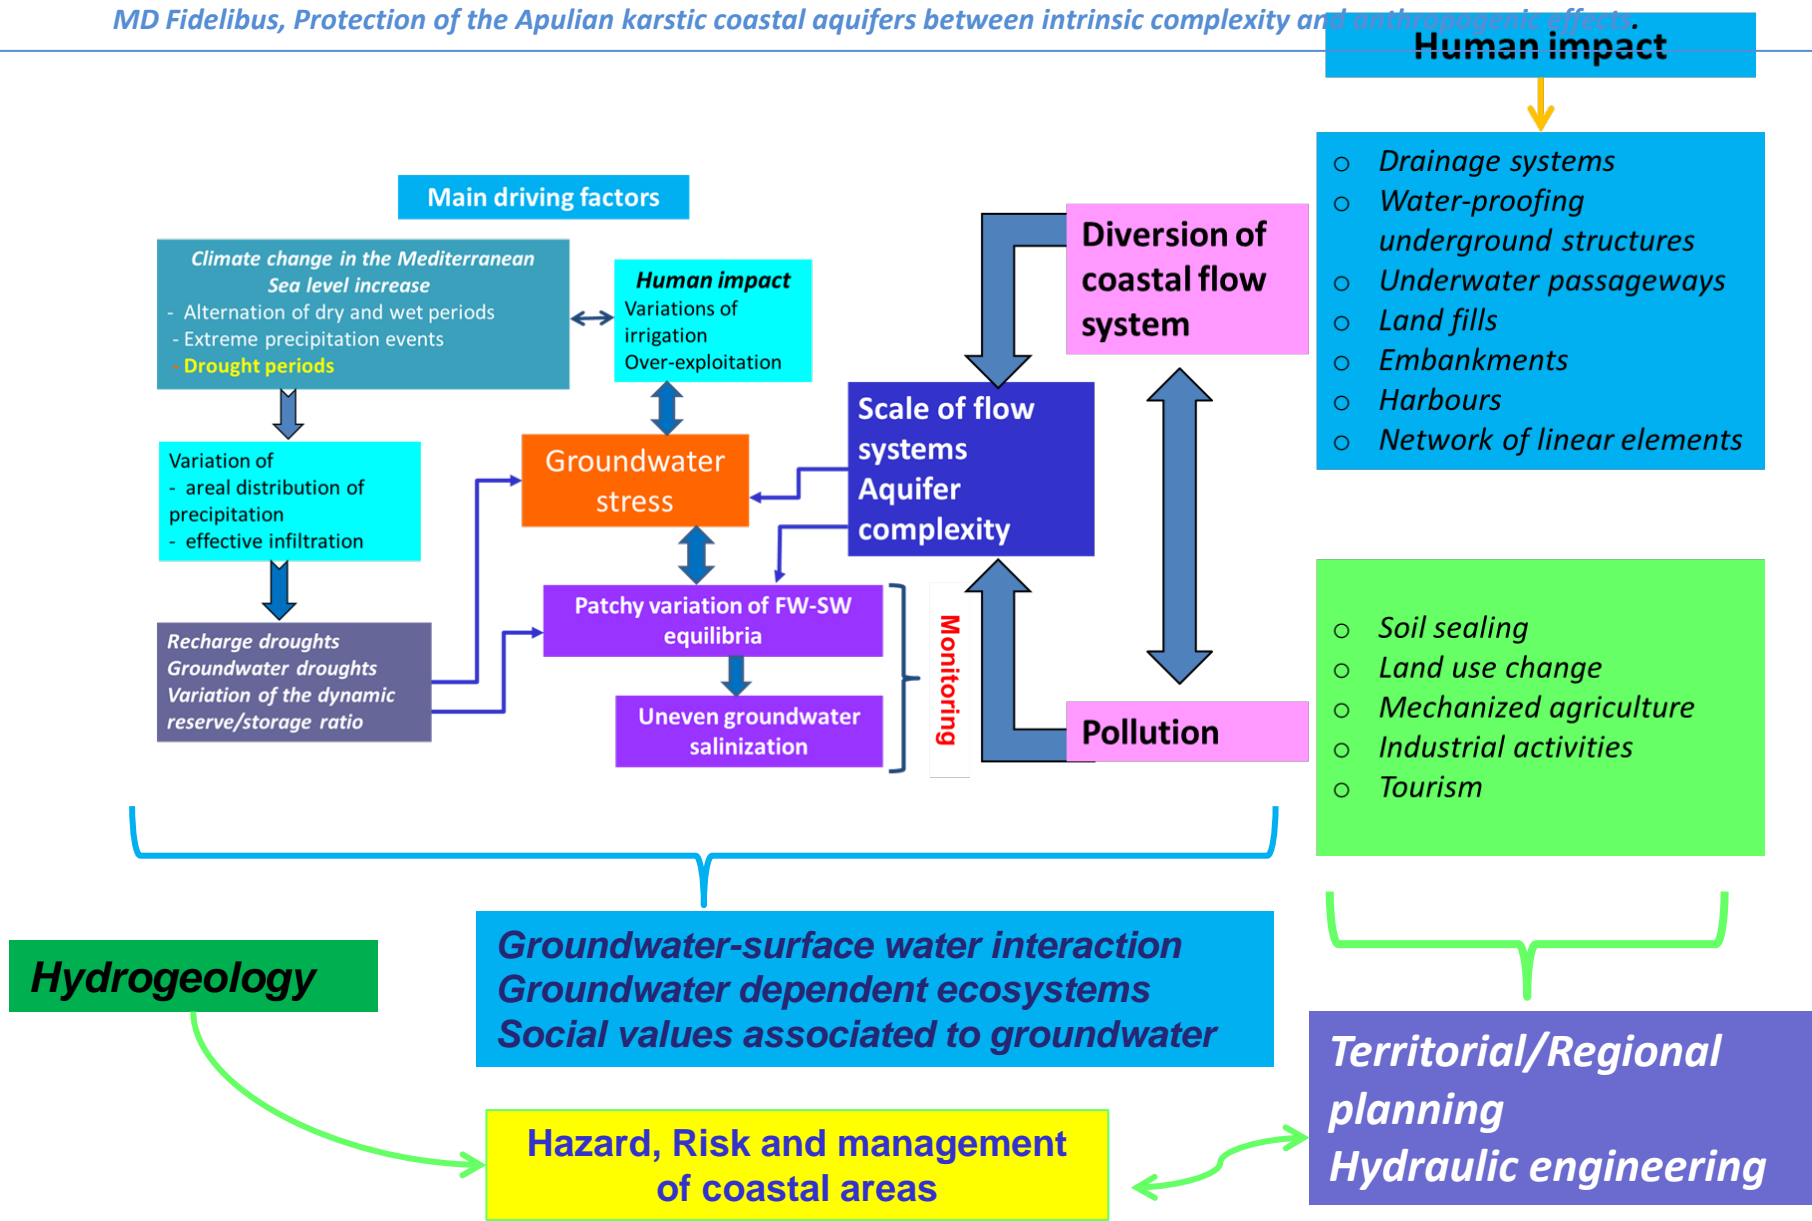 MD Fidelibus, Protection of the Apulian karstic coastal aquifers between intrinsic complexity and anthropogenic effects.
Human impact
Main driving factors
Climate change in the Mediterranean
Sea level increase
- Alternation of dry and wet periods
- Extreme precipitation events
- Drought periods
Human impact
Variations of
irrigation
Over-exploitation
Variation of
- areal distribution of
precipitation
- effective infiltration
Recharge droughts
Groundwater droughts
Variation of the dynamic
reserve/storage ratio
Groundwater
stress
Patchy variation of FW-SW
equilibria
Uneven groundwater
salinization
Monitoring
Scale of flow
systems
Aquifer
complexity
Diversion of
coastal flow
system
Pollution
o Drainage systems
o Water-proofing
underground structures
o Underwater passageways
o Land fills
o Embankments
o Harbours
o Network of linear elements
o Soil sealing
o Land use change
o Mechanized agriculture
o Industrial activities
o Tourism
Hydrogeology
Groundwater-surface water interaction
Groundwater dependent ecosystems
Social values associated to groundwater
Hazard, Risk and management
of coastal areas
Territorial/Regional
planning
Hydraulic engineering